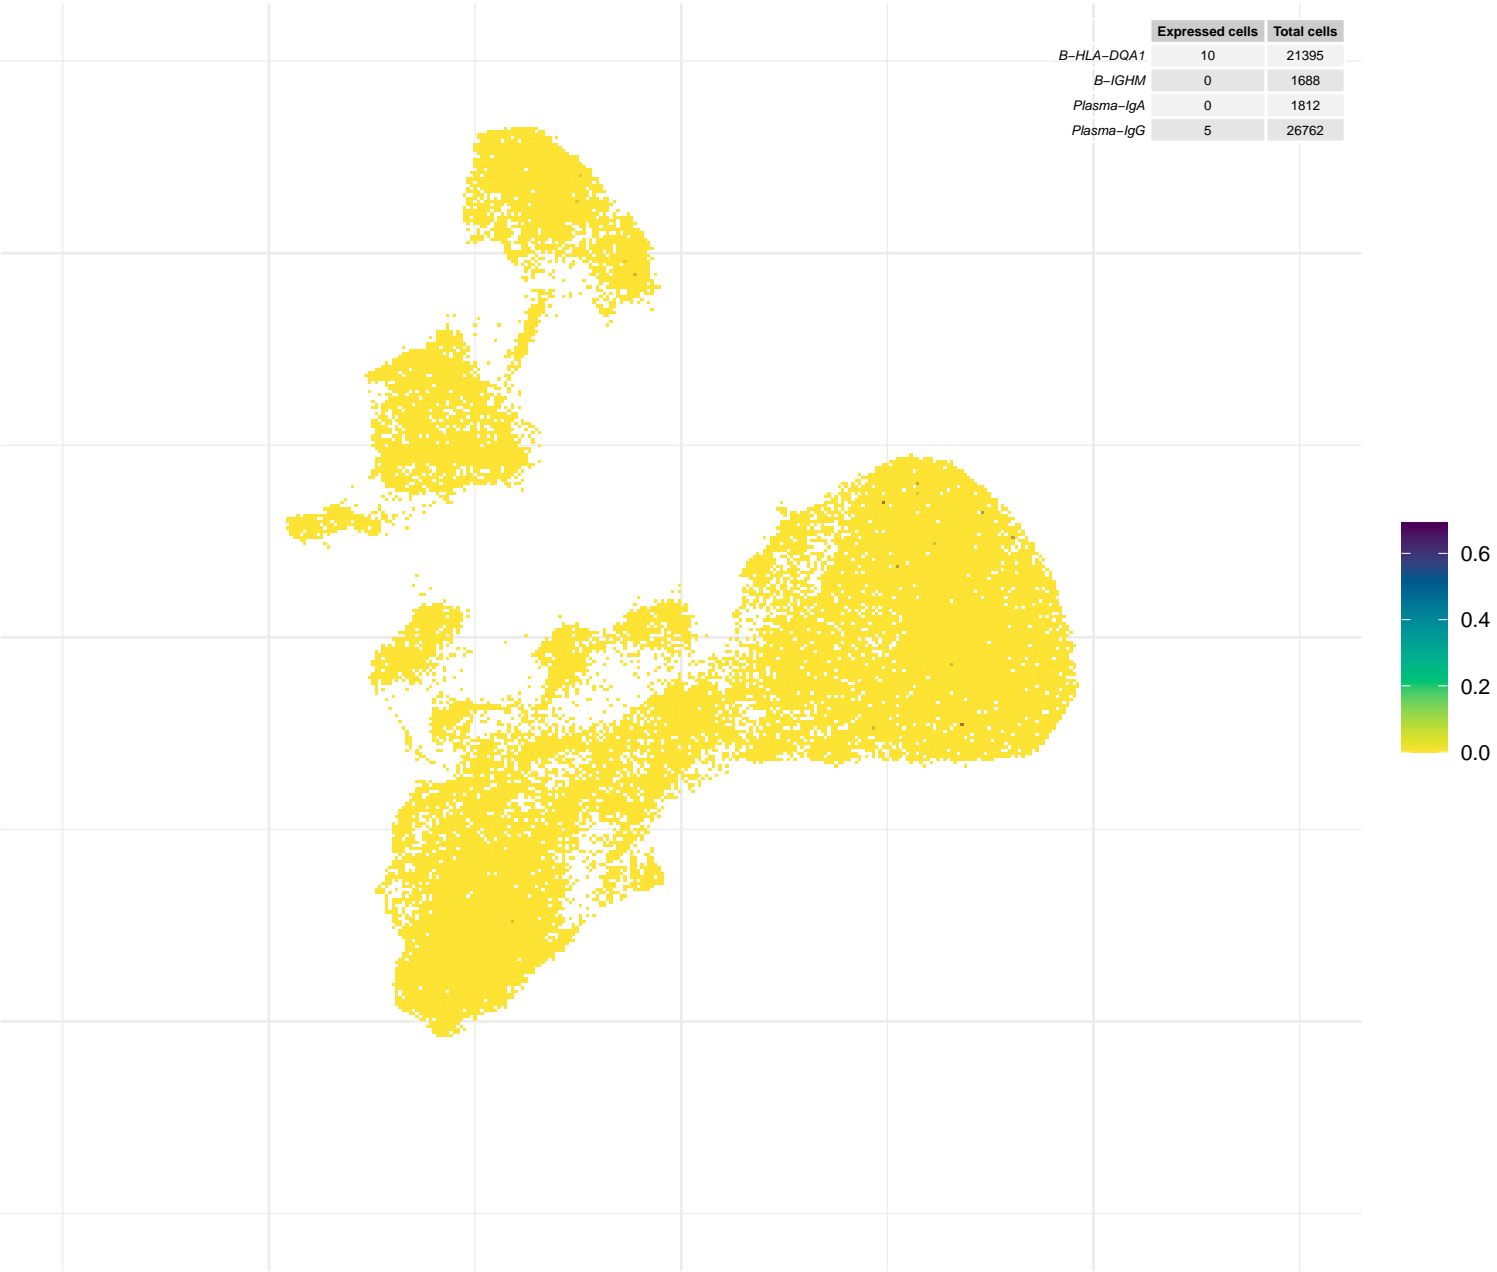 Expressed cells Total cells
B−HLA−DQA1 10 21395
B−IGHM 0 1688
Plasma−IgA 0 1812
Plasma−IgG 5 26762
0.6
0.4
0.2
0.0